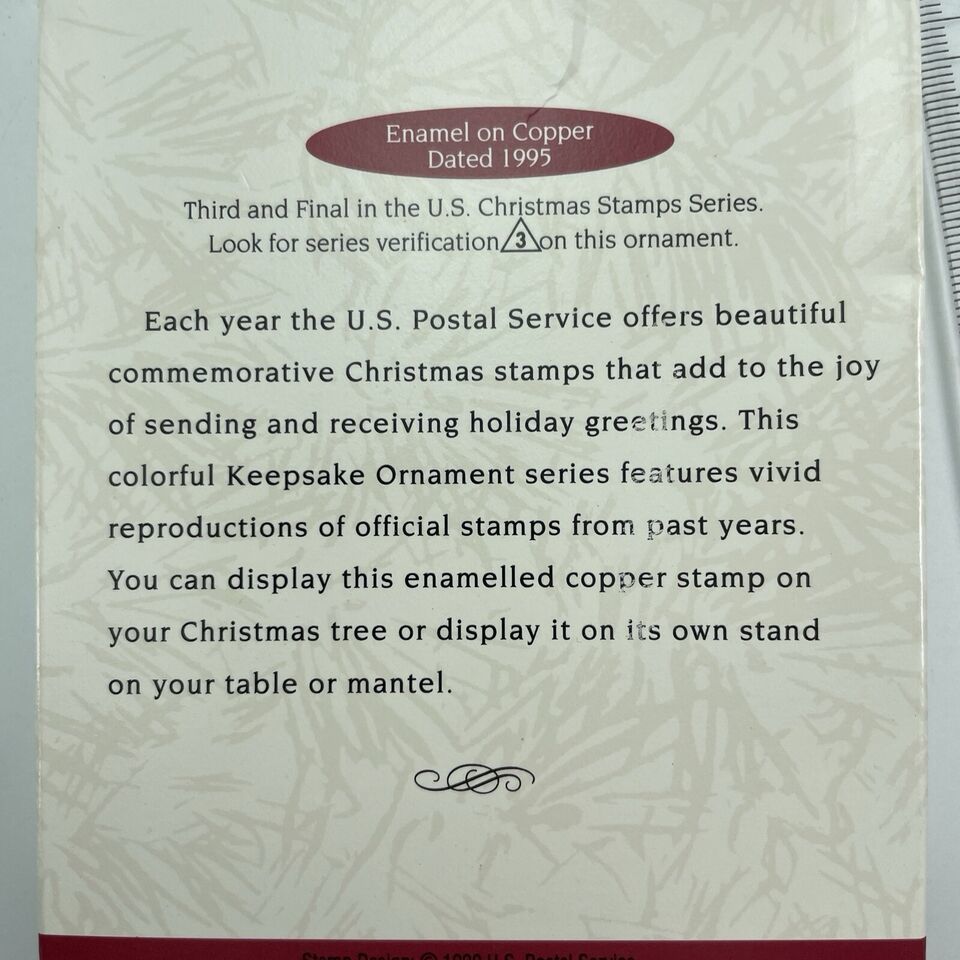 Enamel on Copper
Dated 1995
Third and Final in the U.S. Christmas Stamps Series.
Look for series verification 3 on this ornament.
Each year the U.S. Postal Service offers beautiful
commemorative Christmas stamps that add to the joy
of sending and receiving holiday greetings. This
colorful Keepsake Ornament series features vivid
reproductions of official stamps from past years.
You can display this enamelled copper stamp on
your Christmas tree or display it on its own stand
on your table or mantel.
Stamp Design: © U.S. Postal Service